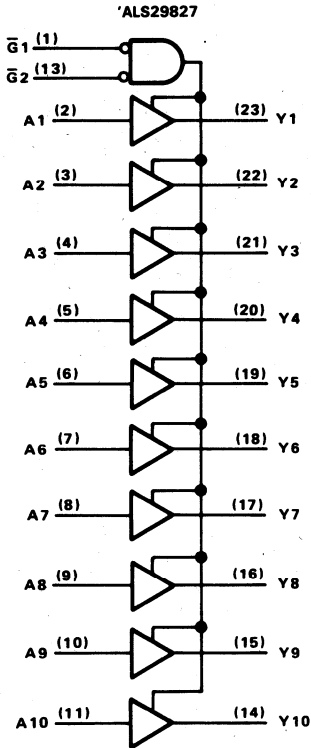 'ALS29827
G̅1 (1)
G̅2 (13)
A1 (2) (23) Y1
A2 (3) (22) Y2
A3 (4) (21) Y3
A4 (5) (20) Y4
A5 (6) (19) Y5
A6 (7) (18) Y6
A7 (8) (17) Y7
A8 (9) (16) Y8
A9 (10) (15) Y9
A10 (11) (14) Y10